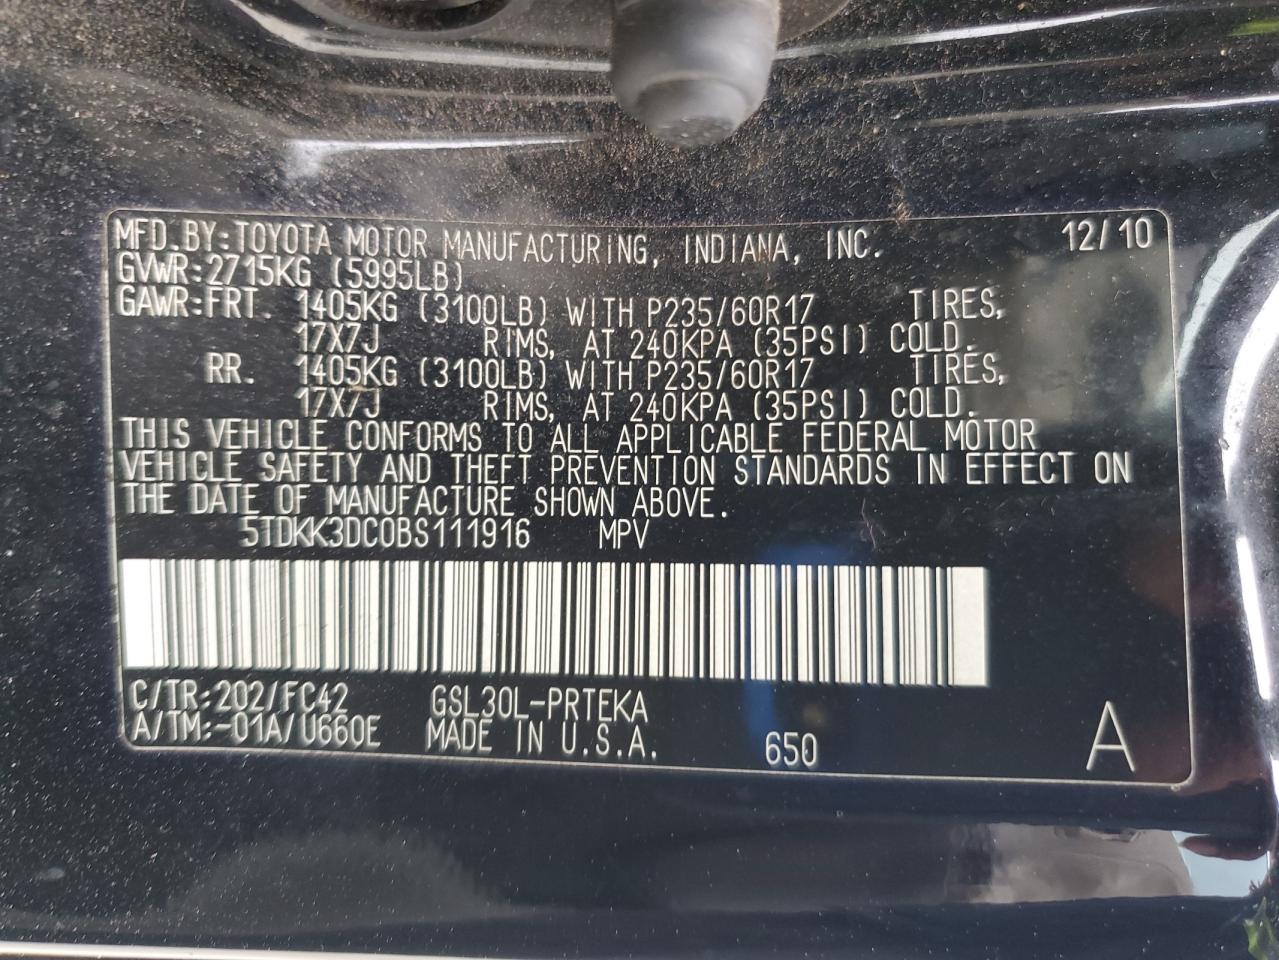 MFD.BY:TOYOTA MOTOR MANUFACTURING, INDIANA, INC. 12/10
GVWR:2715KG (5995LB)
GAWR:FRT. 1405KG (3100LB) WITH P235/60R17 TIRES,
17X7J RIMS, AT 240KPA (35PSI) COLD.
RR. 1405KG (3100LB) WITH P235/60R17 TIRES,
17X7J RIMS, AT 240KPA (35PSI) COLD.
THIS VEHICLE CONFORMS TO ALL APPLICABLE FEDERAL MOTOR
VEHICLE SAFETY AND THEFT PREVENTION STANDARDS IN EFFECT ON
THE DATE OF MANUFACTURE SHOWN ABOVE.
5TDKK3DC0BS111916 MPV
C/TR:202/FC42 GSL30L-PRTEKA
A/TM:-01A/U660E MADE IN U.S.A. 650 A